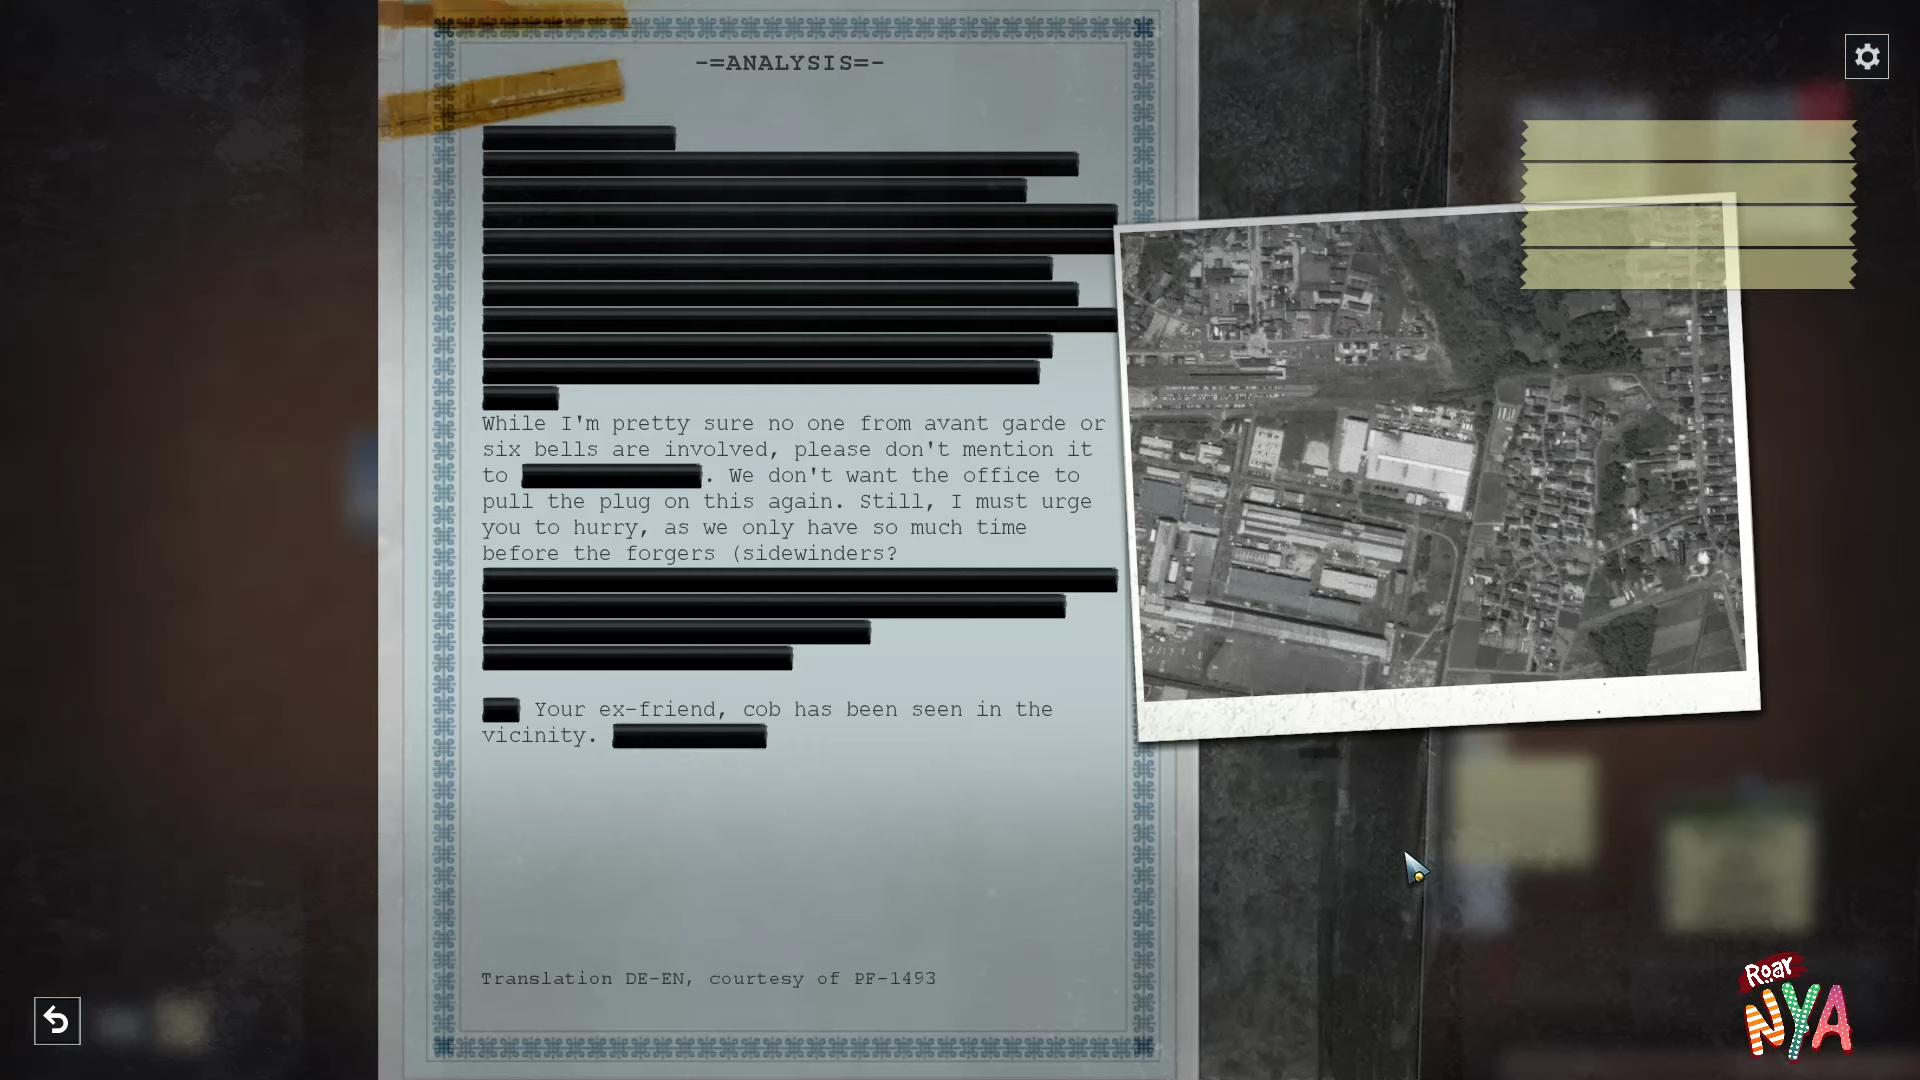 -=ANALYSIS=-
While I'm pretty sure no one from avant garde or
six bells are involved, please don't mention it
to . We don't want the office to
pull the plug on this again. Still, I must urge
you to hurry, as we only have so much time
before the forgers (sidewinders?
Your ex-friend, cob has been seen in the
vicinity.
Translation DE-EN, courtesy of PF-1493
Roar
NYA